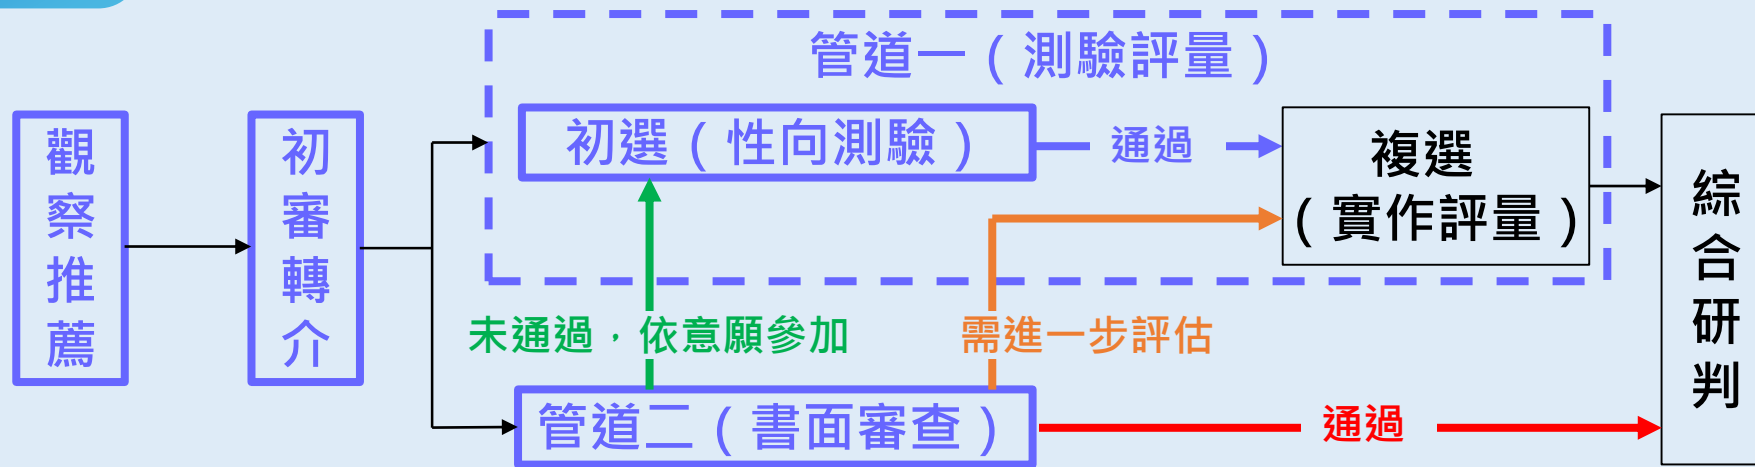 管道一(測驗評量)
觀察推薦
初審轉介
初選(性向測驗)
通過
複選
(實作評量)
綜合研判
未通過,依意願參加
需進一步評估
管道二(書面審查)
通過